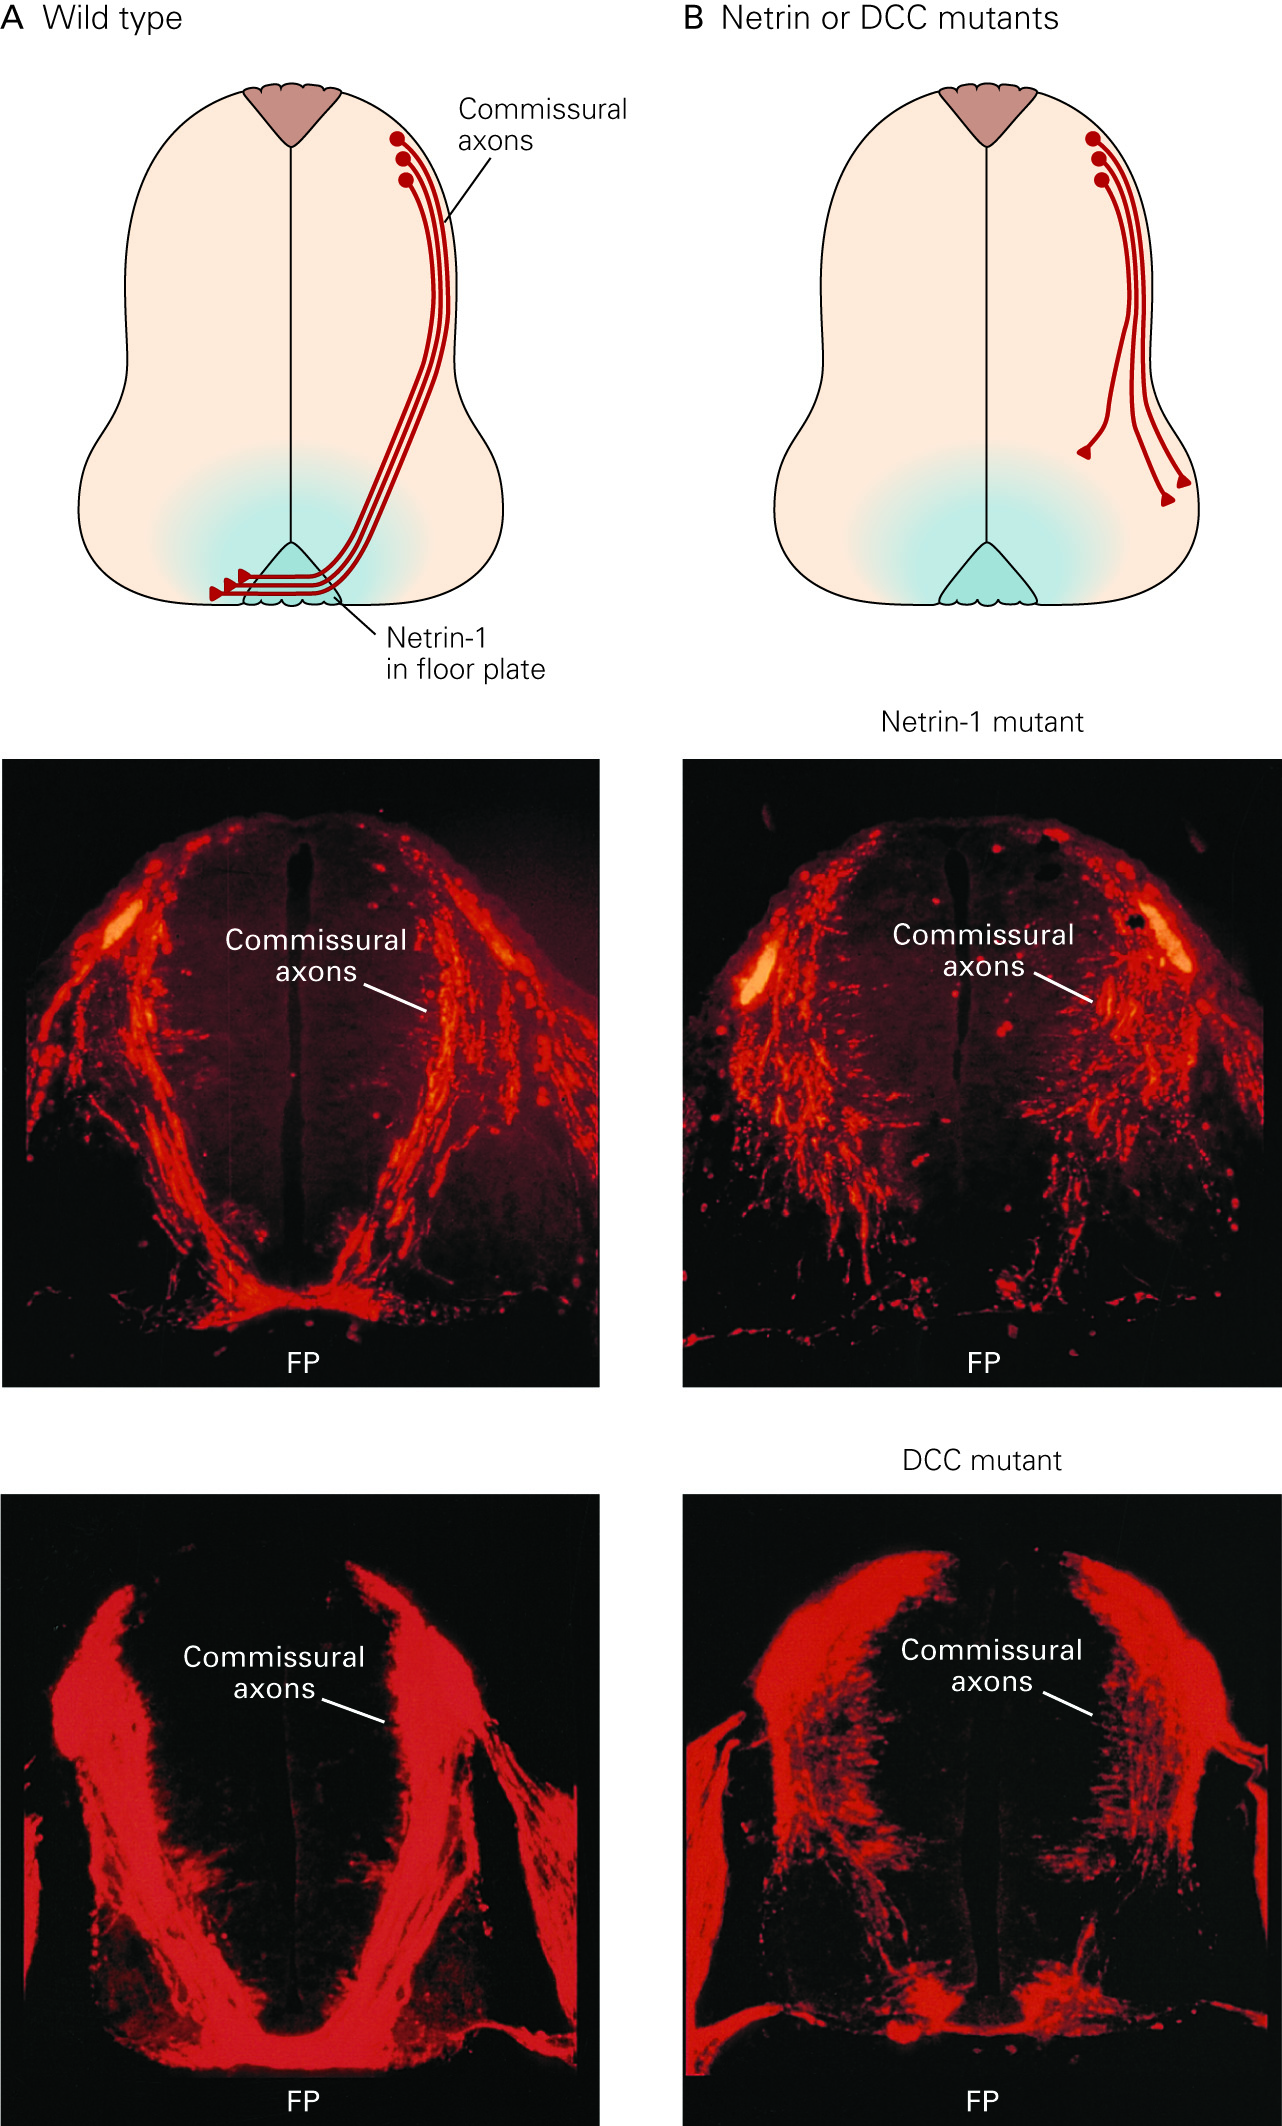 A Wild type
Commissural
axons
Netrin-1
in floor plate
B Netrin or DCC mutants
Netrin-1 mutant
Commissural
axons
FP
Commissural
axons
FP
DCC mutant
Commissural
axons
FP
Commissural
axons
FP